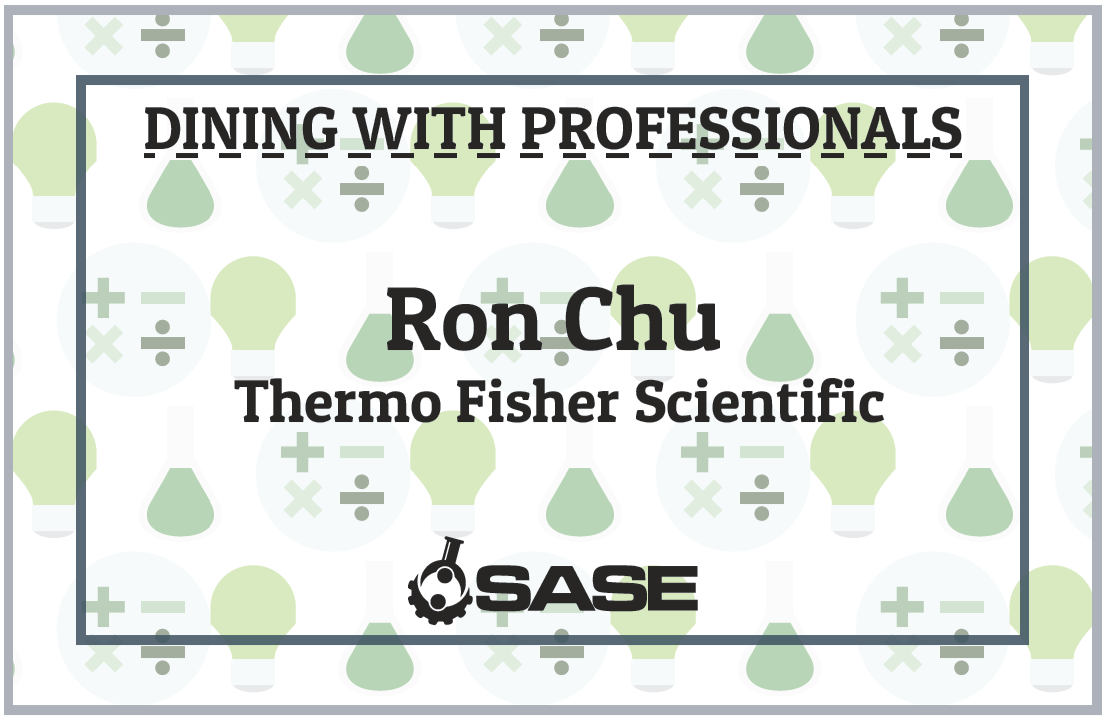 DINING WITH PROFESSIONALS
Ron Chu
Thermo Fisher Scientific
SASE